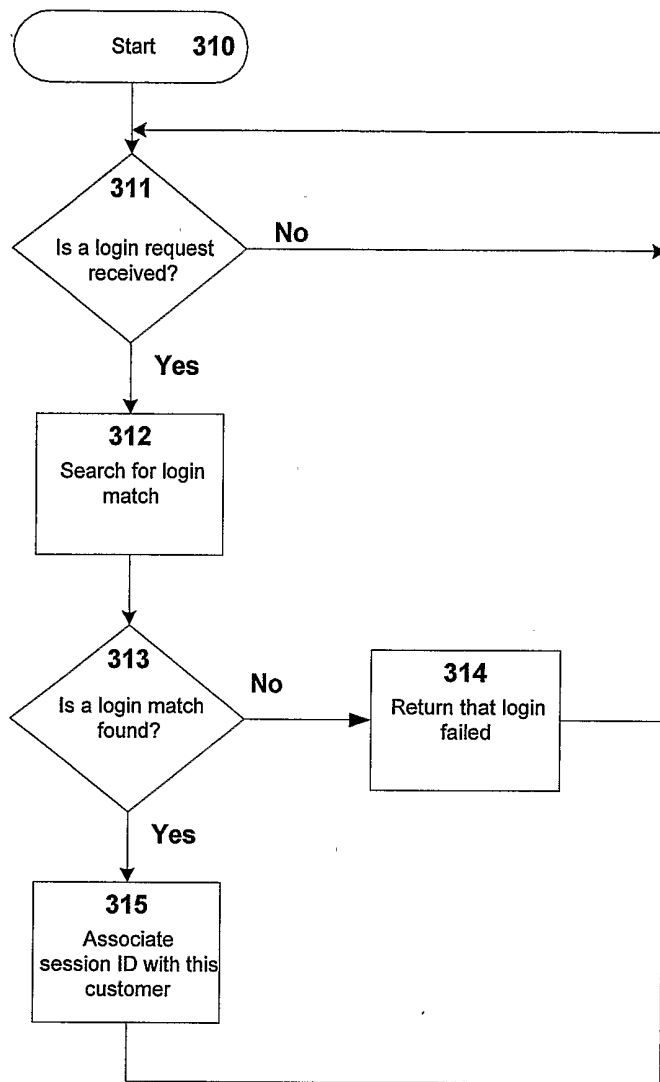 Start 310
311
Is a login request
received?
No
Yes
312
Search for login
match
313
Is a login match
found?
No
314
Return that login
failed
Yes
315
Associate
session ID with this
customer